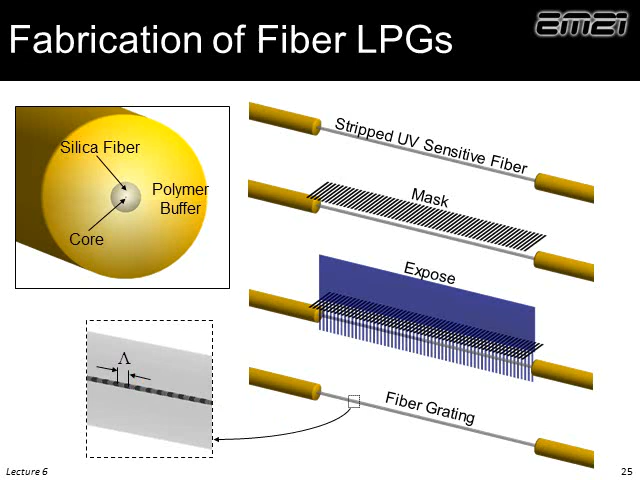 Fabrication of Fiber LPGs
EM21
Silica Fiber
Polymer
Buffer
Core
Stripped UV Sensitive Fiber
Mask
Expose
Λ
Fiber Grating
Lecture 6
25